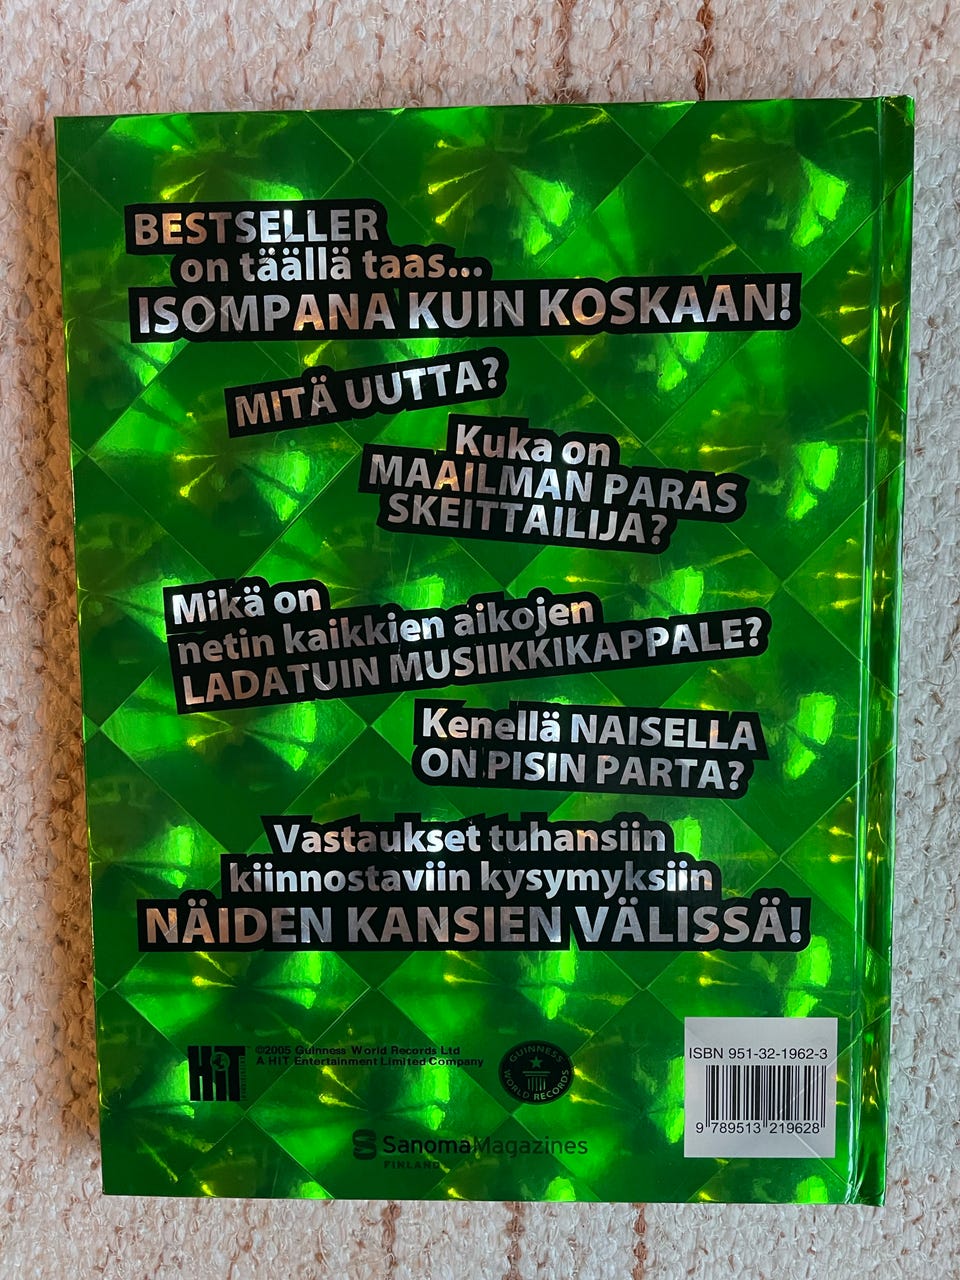 BESTSELLER
on täällä taas...
ISOMPANA KUIN KOSKAAN!
MITÄ UUTTA?
Kuka on
MAAILMAN PARAS
SKEITTAILIJA?
Mikä on
netin kaikkien aikojen
LADATUIN MUSIIKKIKAPPALE?
Kenellä NAISELLA
ON PISIN PARTA?
Vastaukset tuhansiin
kiinnostaviin kysymyksiin
NÄIDEN KANSIEN VÄLISSÄ!
HiT
©2005 Guinness World Records Ltd
A HIT Entertainment Limited Company
GUINNESS
WORLD RECORDS
ISBN 951-32-1962-3
9 789513 219628
SanomaMagazines
FINLAND